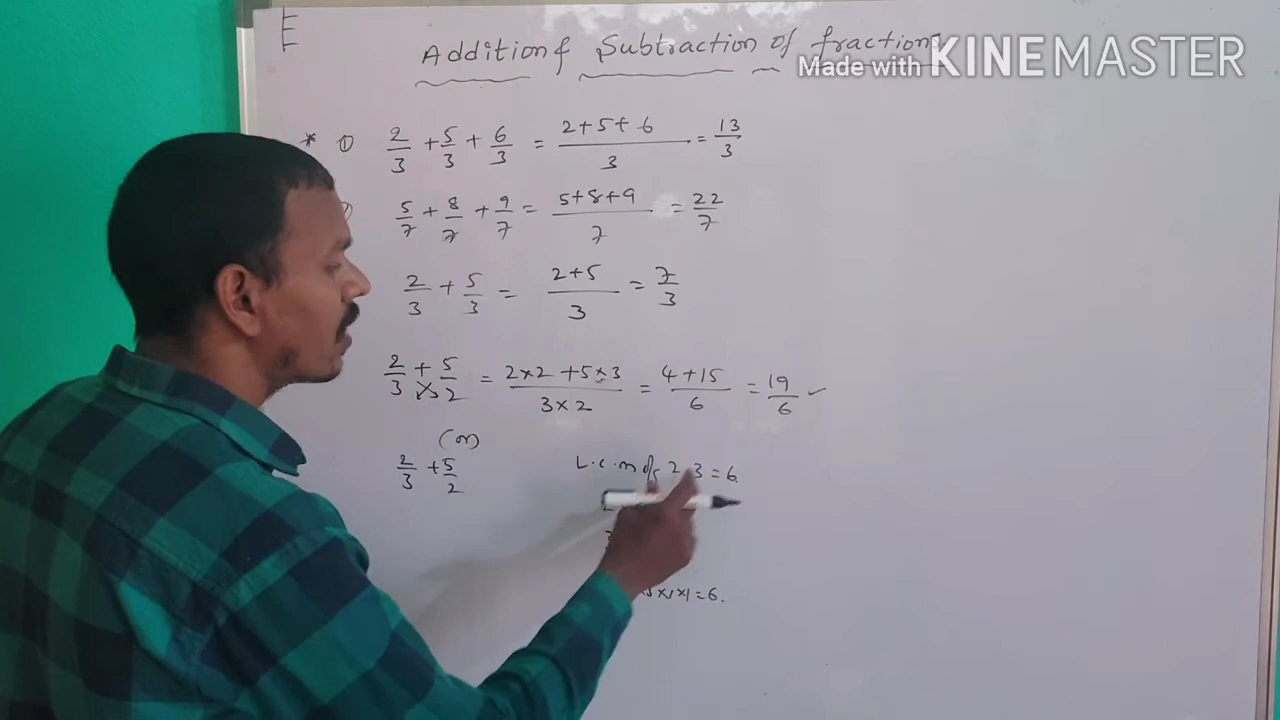 E
Addition & Subtraction of fractions
Made with KINEMASTER
* ① 2/3 + 5/3 + 6/3 = (2+5+6)/3 = 13/3
5/7 + 8/7 + 9/7 = (5+8+9)/7 = 22/7
2/3 + 5/3 = (2+5)/3 = 7/3
2/3 + 5/2 = (2×2 + 5×3)/(3×2) = (4+15)/6 = 19/6 ✓
(or)
2/3 + 5/2 L.C.M of 2 3 = 6.
×1×1 = 6.